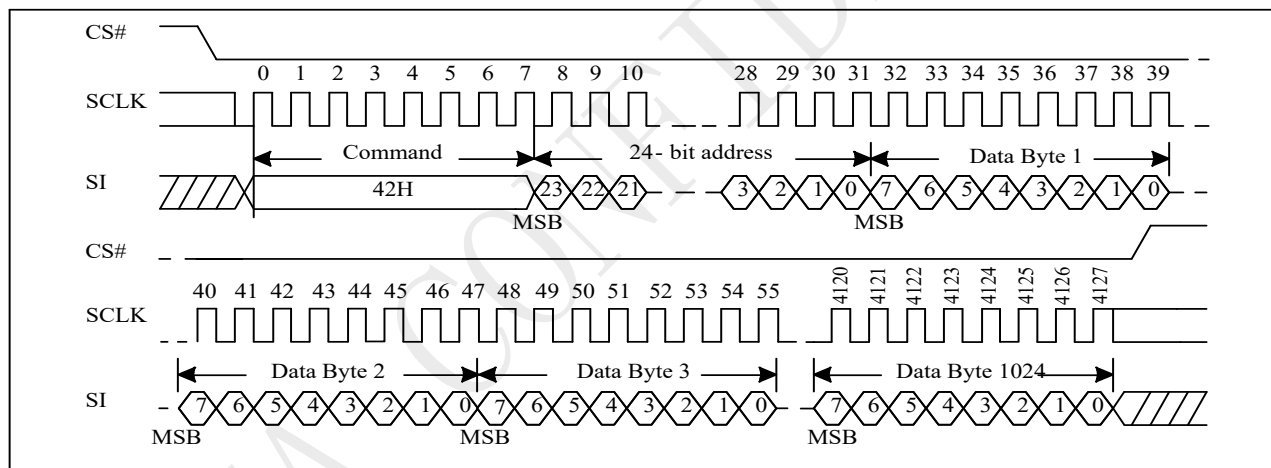 CS#
0 1 2 3 4 5 6 7 8 9 10 28 29 30 31 32 33 34 35 36 37 38 39
SCLK
Command 24- bit address Data Byte 1
SI 42H 23 22 21 3 2 1 0 7 6 5 4 3 2 1 0
MSB MSB
CS#
40 41 42 43 44 45 46 47 48 49 50 51 52 53 54 55 4120 4121 4122 4123 4124 4125 4126 4127
SCLK
Data Byte 2 Data Byte 3 Data Byte 1024
SI 7 6 5 4 3 2 1 0 7 6 5 4 3 2 1 0 7 6 5 4 3 2 1 0
MSB MSB MSB